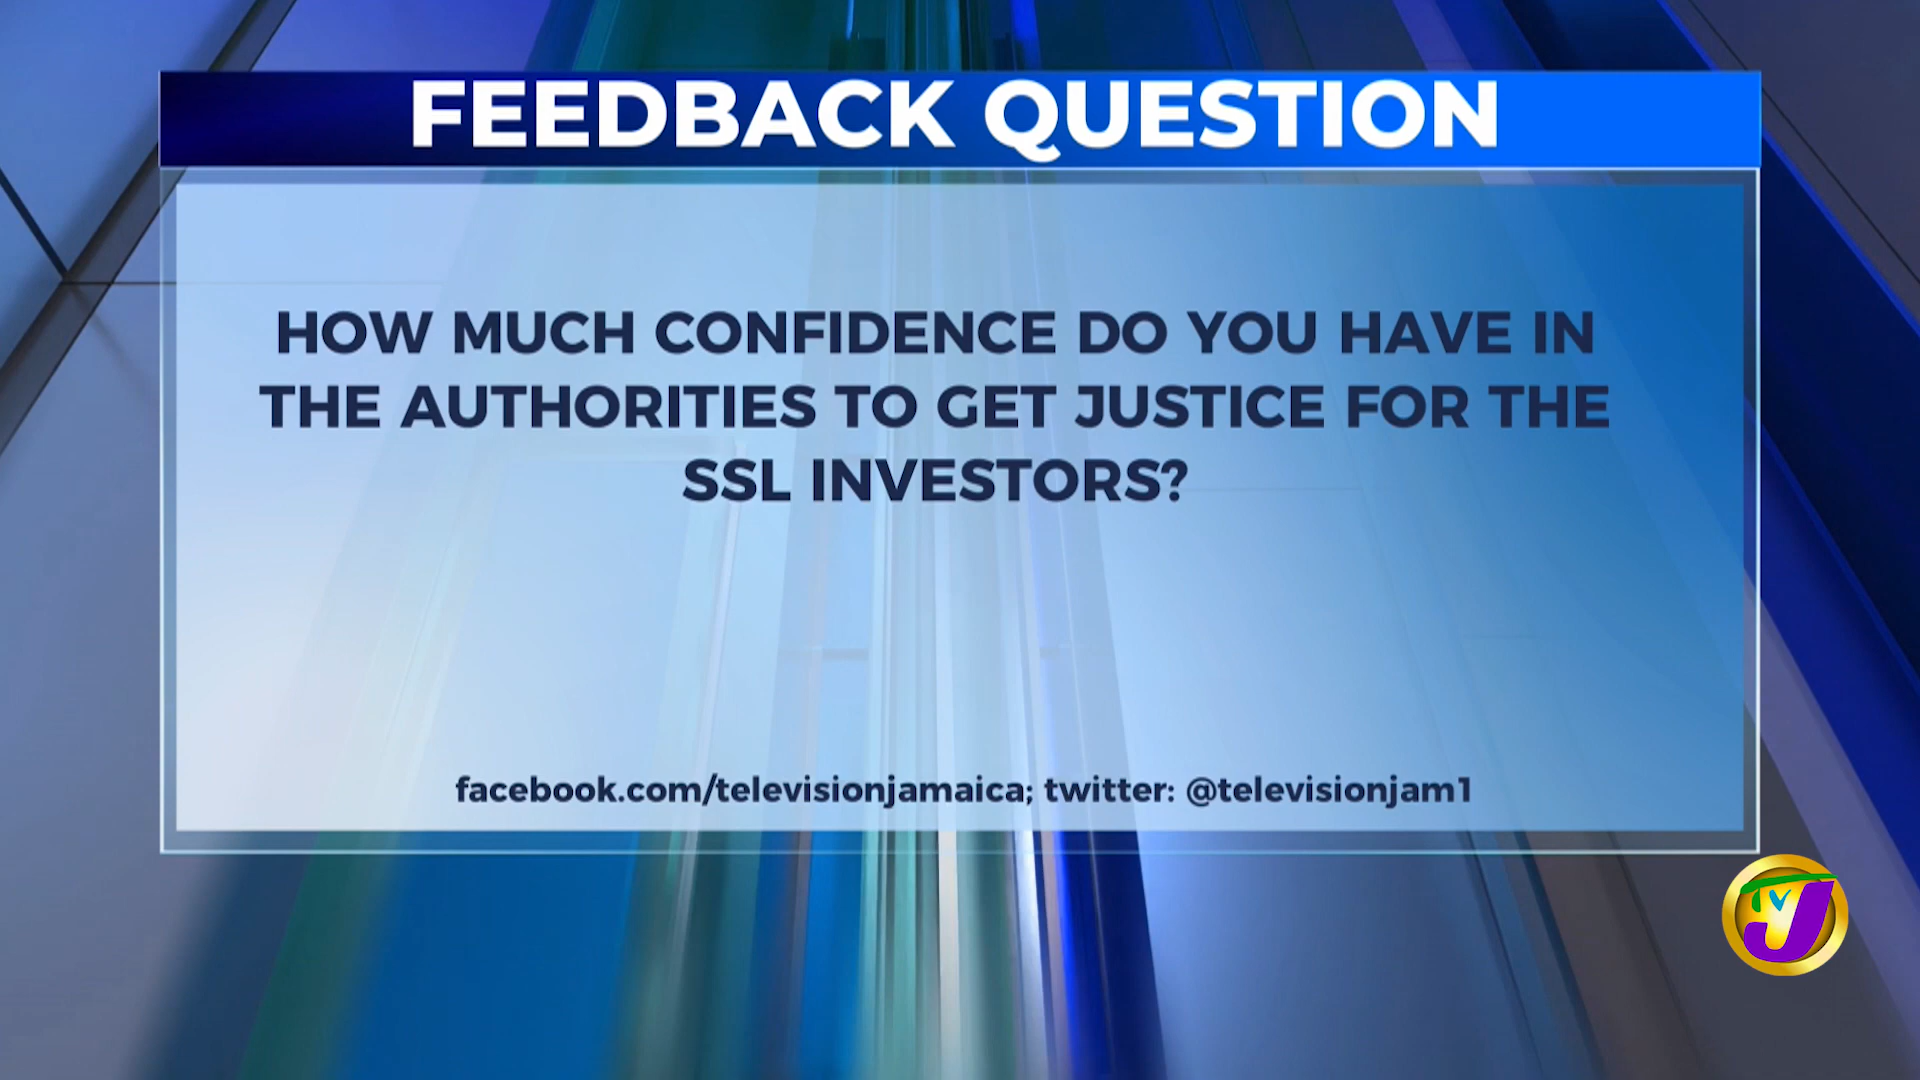 FEEDBACK QUESTION
HOW MUCH CONFIDENCE DO YOU HAVE IN
THE AUTHORITIES TO GET JUSTICE FOR THE
SSL INVESTORS?
facebook.com/televisionjamaica; twitter: @televisionjam1
TVJ